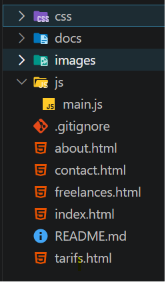 css
docs
images
js
JS main.js
.gitignore
about.html
contact.html
freelances.html
index.html
README.md
tarifs.html